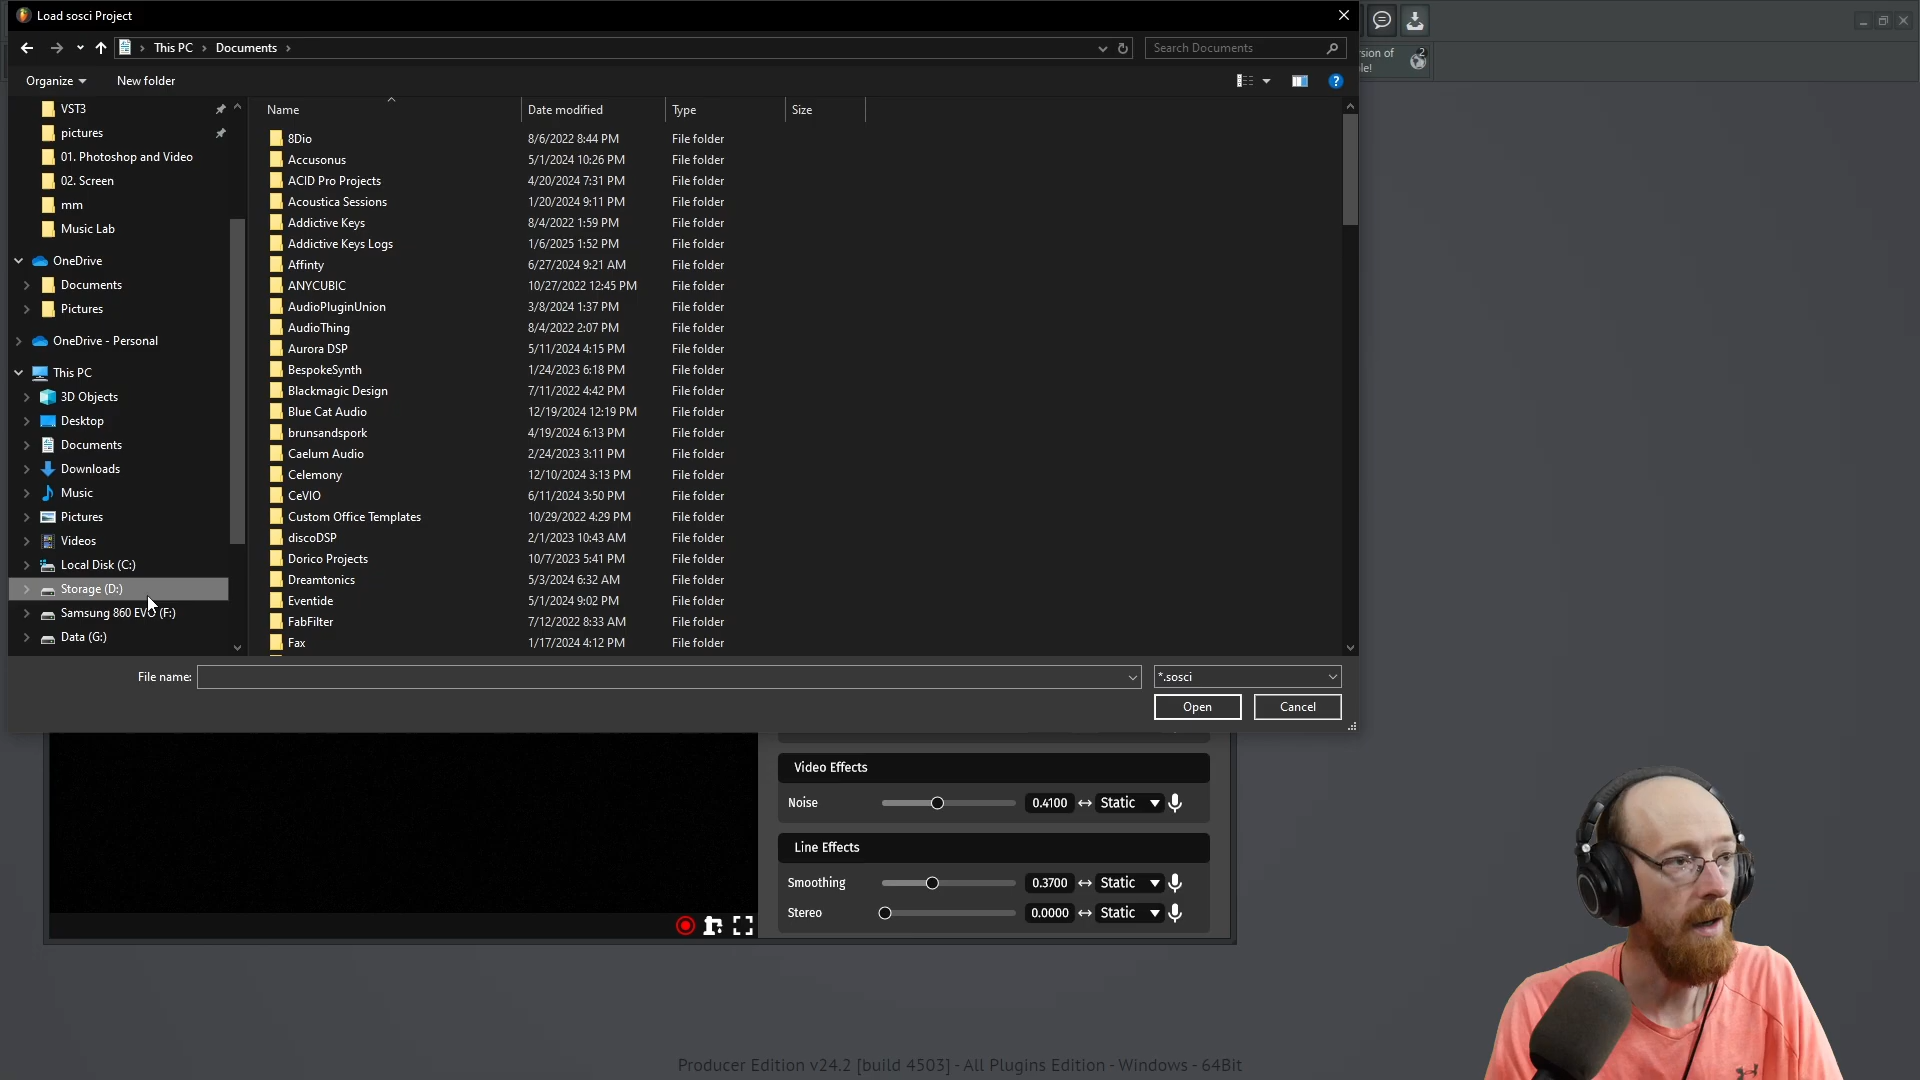 Load sosci Project
This PC
Documents
Search Documents
sion of
le!
2
Organize
New folder
VST3
pictures
01. Photoshop and Video
02. Screen
mm
Music Lab
OneDrive
Documents
Pictures
OneDrive - Personal
This PC
3D Objects
Desktop
Documents
Downloads
Music
Pictures
Videos
Local Disk (C:)
Storage (D:)
Samsung 860 EVO (F:)
Data (G:)
Name Date modified Type Size
8Dio 8/6/2022 8:44 PM File folder
Accusonus 5/1/2024 10:26 PM File folder
ACID Pro Projects 4/20/2024 7:31 PM File folder
Acoustica Sessions 1/20/2024 9:11 PM File folder
Addictive Keys 8/4/2022 1:59 PM File folder
Addictive Keys Logs 1/6/2025 1:52 PM File folder
Affinty 6/27/2024 9:21 AM File folder
ANYCUBIC 10/27/2022 12:45 PM File folder
AudioPluginUnion 3/8/2024 1:37 PM File folder
AudioThing 8/4/2022 2:07 PM File folder
Aurora DSP 5/11/2024 4:15 PM File folder
BespokeSynth 1/24/2023 6:18 PM File folder
Blackmagic Design 7/11/2022 4:42 PM File folder
Blue Cat Audio 12/19/2024 12:19 PM File folder
brunsandspork 4/19/2024 6:13 PM File folder
Caelum Audio 2/24/2023 3:11 PM File folder
Celemony 12/10/2024 3:13 PM File folder
CeVIO 6/11/2024 3:50 PM File folder
Custom Office Templates 10/29/2022 4:29 PM File folder
discoDSP 2/1/2023 10:43 AM File folder
Dorico Projects 10/7/2023 5:41 PM File folder
Dreamtonics 5/3/2024 6:32 AM File folder
Eventide 5/1/2024 9:02 PM File folder
FabFilter 7/12/2022 8:33 AM File folder
Fax 1/17/2024 4:12 PM File folder
File name:
*.sosci
Open
Cancel
Video Effects
Noise 0.4100 Static
Line Effects
Smoothing 0.3700 Static
Stereo 0.0000 Static
Producer Edition v24.2 [build 4503] - All Plugins Edition - Windows - 64Bit